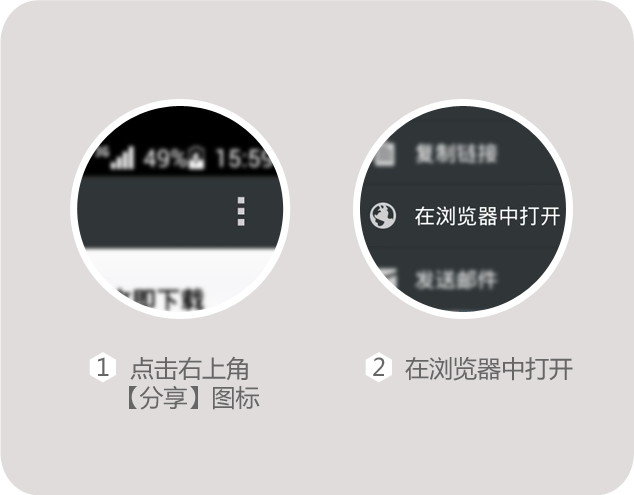 49% 15:59
复制链接
在浏览器中打开
发送邮件
立即下载
1 点击右上角
【分享】图标
2 在浏览器中打开